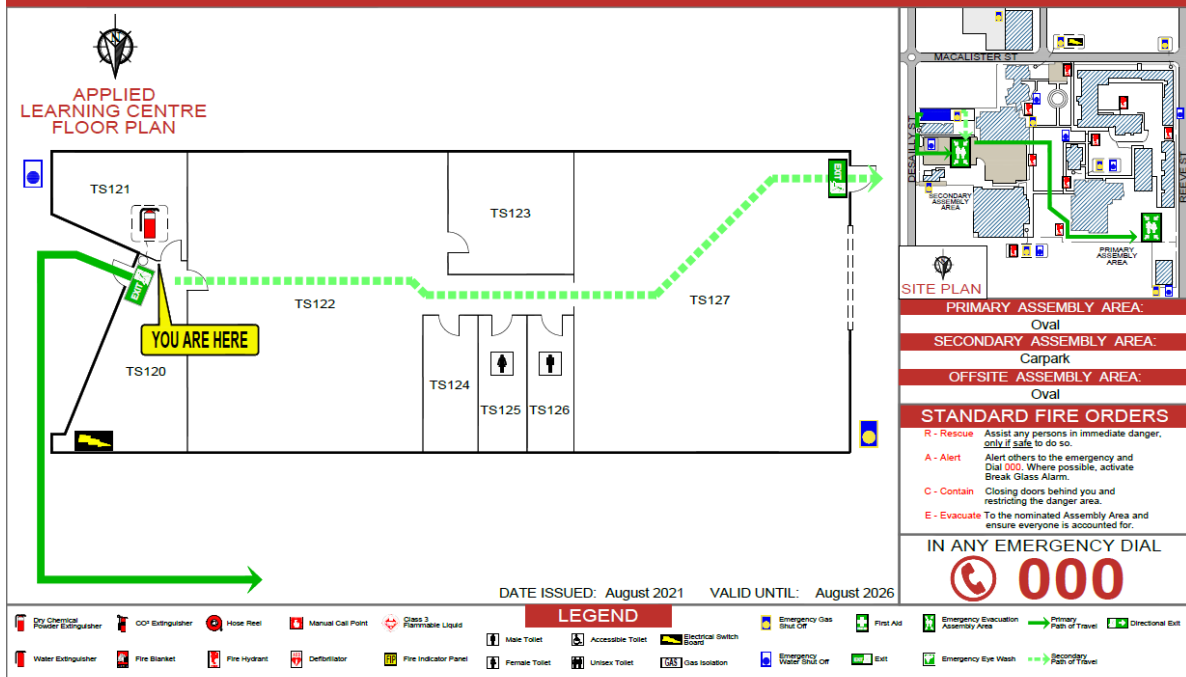 N
APPLIED
LEARNING CENTRE
FLOOR PLAN
TS121
TS123
TS122
TS127
EXIT
EXIT
YOU ARE HERE
TS120
TS124
TS125
TS126
DATE ISSUED: August 2021
VALID UNTIL: August 2026
MACALISTER ST
DESAILLY ST
REEVE ST
SECONDARY
ASSEMBLY
AREA
PRIMARY
ASSEMBLY
AREA
SITE PLAN
PRIMARY ASSEMBLY AREA:
Oval
SECONDARY ASSEMBLY AREA:
Carpark
OFFSITE ASSEMBLY AREA:
Oval
STANDARD FIRE ORDERS
R - Rescue Assist any persons in immediate danger,
only if safe to do so.
A - Alert Alert others to the emergency and
Dial 000. Where possible, activate
Break Glass Alarm.
C - Contain Closing doors behind you and
restricting the danger area.
E - Evacuate To the nominated Assembly Area and
ensure everyone is accounted for.
IN ANY EMERGENCY DIAL
000
LEGEND
Dry Chemical
Powder Extinguisher
CO² Extinguisher
Hose Reel
Manual Call Point
Class 3
Flammable Liquid
Male Toilet
Accessible Toilet
Electrical Switch
Board
Emergency Gas
Shut Off
First Aid
Emergency Evacuation
Assembly Area
Primary
Path of Travel
Directional Exit
Water Extinguisher
Fire Blanket
Fire Hydrant
Defibrillator
FIP Fire Indicator Panel
Female Toilet
Unisex Toilet
GAS Gas Isolation
Emergency
Water Shut Off
EXIT Exit
Emergency Eye Wash
Secondary
Path of Travel